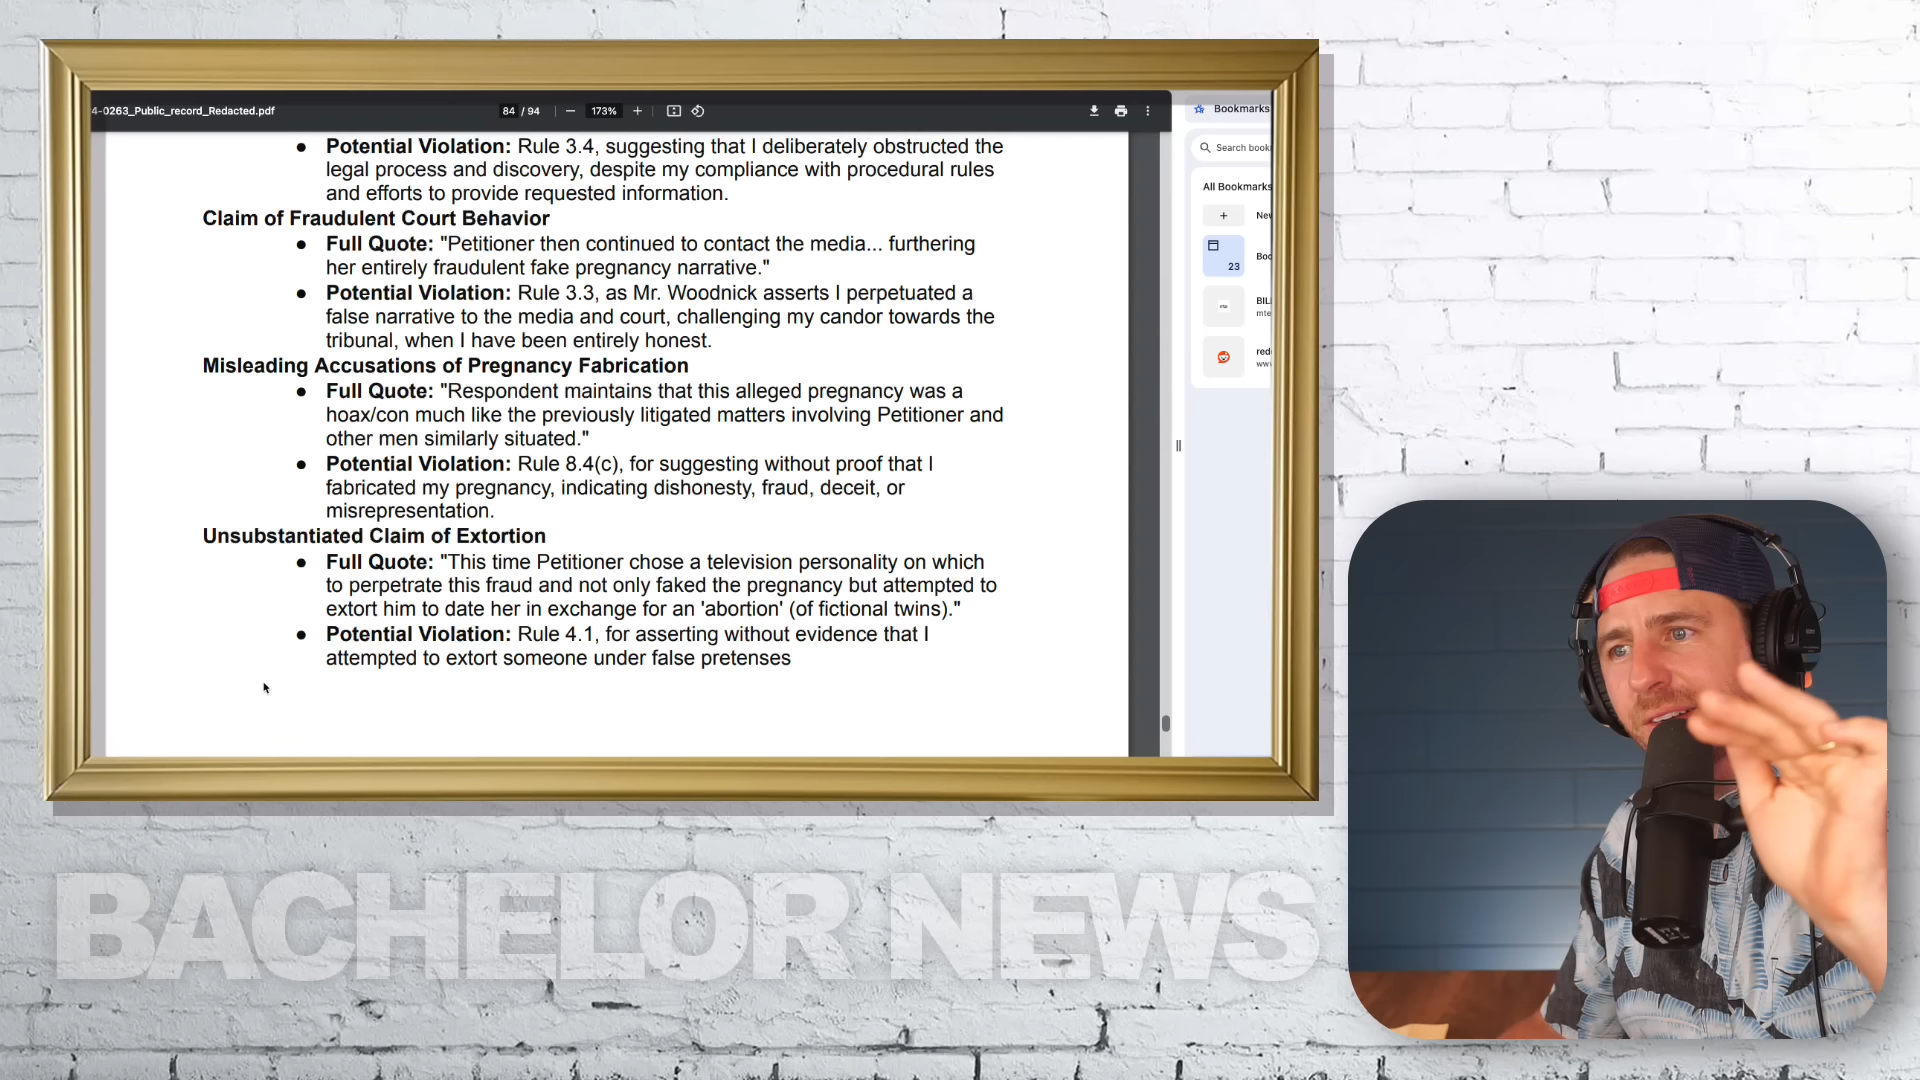 4-0263_Public_record_Redacted.pdf
84 / 94
173%
Bookmarks
Search book
All Bookmarks
New
23
Boo
BIL
mte
red
www
● Potential Violation: Rule 3.4, suggesting that I deliberately obstructed the
legal process and discovery, despite my compliance with procedural rules
and efforts to provide requested information.
Claim of Fraudulent Court Behavior
● Full Quote: "Petitioner then continued to contact the media... furthering
her entirely fraudulent fake pregnancy narrative."
● Potential Violation: Rule 3.3, as Mr. Woodnick asserts I perpetuated a
false narrative to the media and court, challenging my candor towards the
tribunal, when I have been entirely honest.
Misleading Accusations of Pregnancy Fabrication
● Full Quote: "Respondent maintains that this alleged pregnancy was a
hoax/con much like the previously litigated matters involving Petitioner and
other men similarly situated."
● Potential Violation: Rule 8.4(c), for suggesting without proof that I
fabricated my pregnancy, indicating dishonesty, fraud, deceit, or
misrepresentation.
Unsubstantiated Claim of Extortion
● Full Quote: "This time Petitioner chose a television personality on which
to perpetrate this fraud and not only faked the pregnancy but attempted to
extort him to date her in exchange for an 'abortion' (of fictional twins)."
● Potential Violation: Rule 4.1, for asserting without evidence that I
attempted to extort someone under false pretenses
BACHELOR NEWS